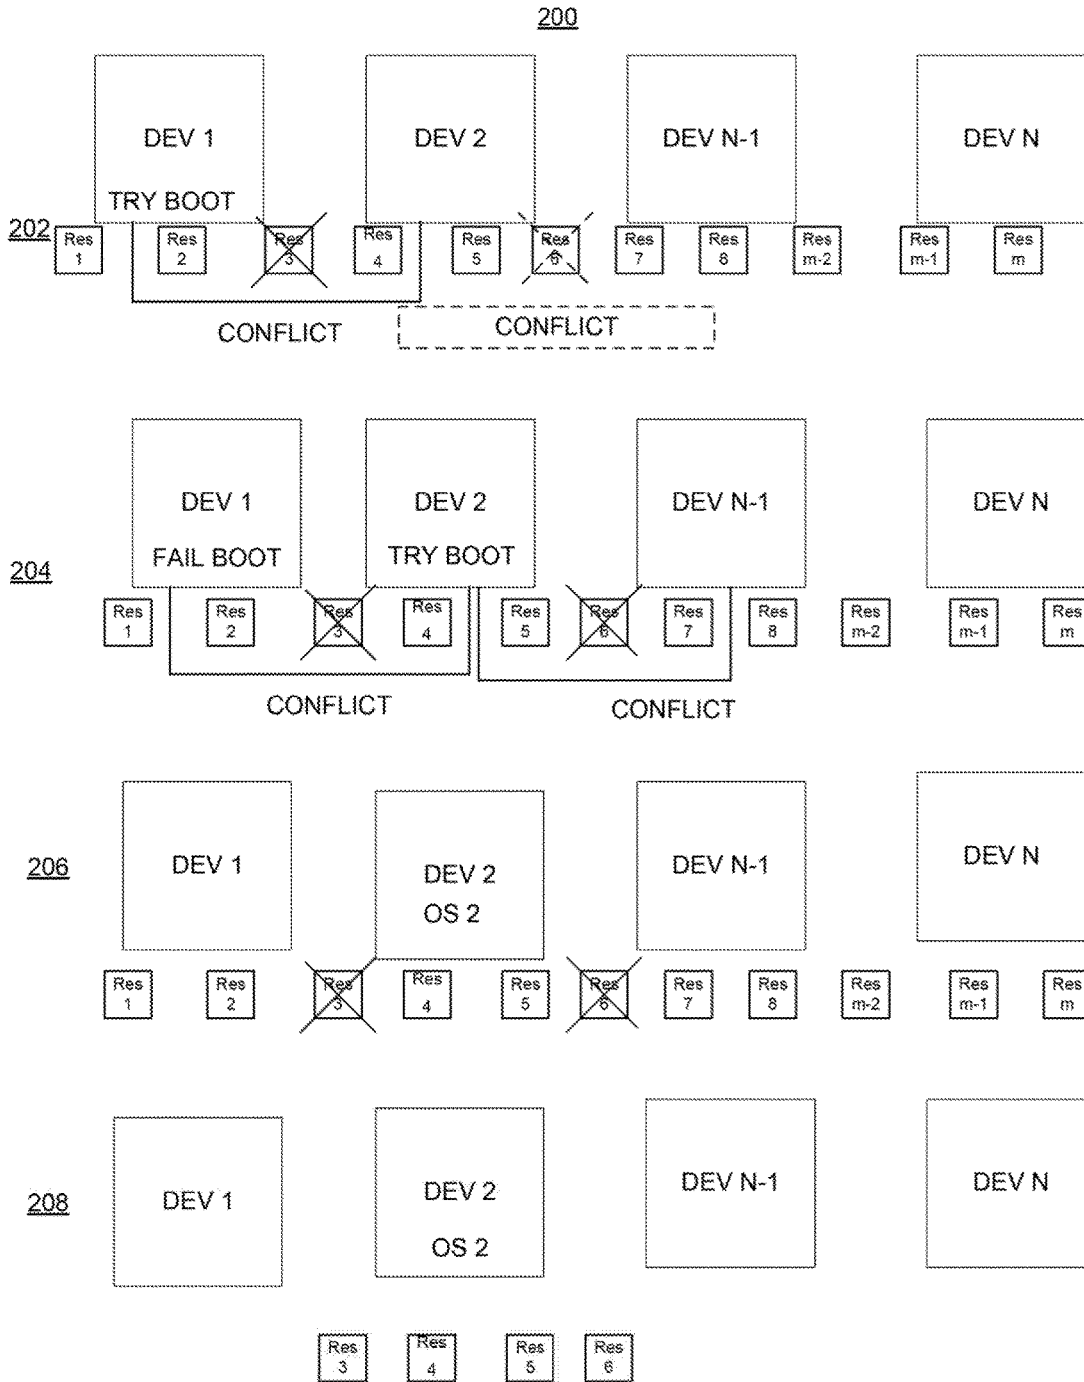 200
DEV 1
DEV 2
DEV N-1
DEV N
TRY BOOT
202
Res
1
Res
2
Res
3
Res
4
Res
5
Res
6
Res
7
Res
8
Res
m-2
Res
m-1
Res
m
CONFLICT
CONFLICT
DEV 1
DEV 2
DEV N-1
DEV N
FAIL BOOT
TRY BOOT
204
Res
1
Res
2
Res
3
Res
4
Res
5
Res
6
Res
7
Res
8
Res
m-2
Res
m-1
Res
m
CONFLICT
CONFLICT
206
DEV 1
DEV 2
OS 2
DEV N-1
DEV N
Res
1
Res
2
Res
3
Res
4
Res
5
Res
6
Res
7
Res
8
Res
m-2
Res
m-1
Res
m
208
DEV 1
DEV 2
OS 2
DEV N-1
DEV N
Res
3
Res
4
Res
5
Res
6